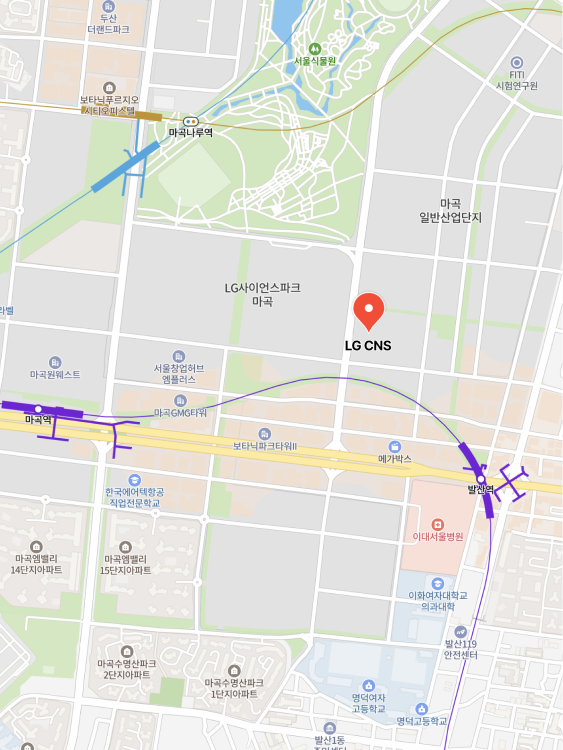 두산
더랜드파크
서울식물원
FITI
시험연구원
보타닉푸르지오
시티오피스텔
마곡나루역
마곡
일반산업단지
LG사이언스파크
마곡
라벨
LG CNS
마곡원웨스트
서울창업허브
엠플러스
마곡GMG타워
마곡역
보타닉파크타워II
메가박스
발산역
한국에어텍항공
직업전문학교
이대서울병원
마곡엠밸리
14단지아파트
마곡엠밸리
15단지아파트
이화여자대학교
의과대학
발산119
안전센터
마곡수명산파크
2단지아파트
마곡수명산파크
1단지아파트
명덕여자
고등학교
명덕고등학교
발산1동